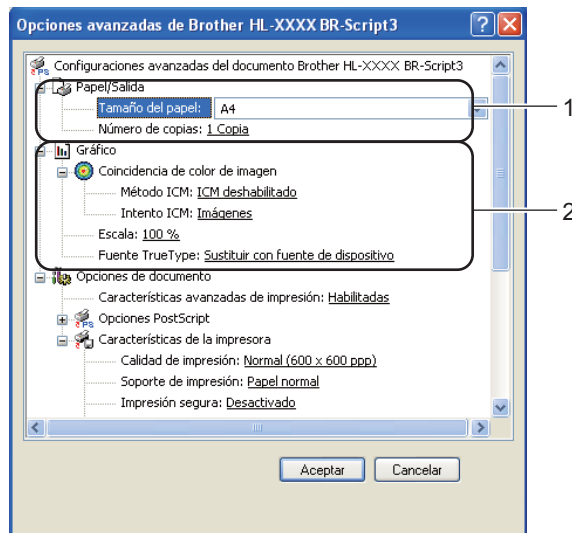 Opciones avanzadas de Brother HL-XXXX BR-Script3
Configuraciones avanzadas del documento Brother HL-XXXX BR-Script3
Papel/Salida
Tamaño del papel: A4
1
Número de copias: 1 Copia
Gráfico
Coincidencia de color de imagen
Método ICM: ICM deshabilitado
Intento ICM: Imágenes
2
Escala: 100 %
Fuente TrueType: Sustituir con fuente de dispositivo
Opciones de documento
Características avanzadas de impresión: Habilitadas
Opciones PostScript
Características de la impresora
Calidad de impresión: Normal (600 x 600 ppp)
Soporte de impresión: Papel normal
Impresión segura: Desactivado
Aceptar Cancelar